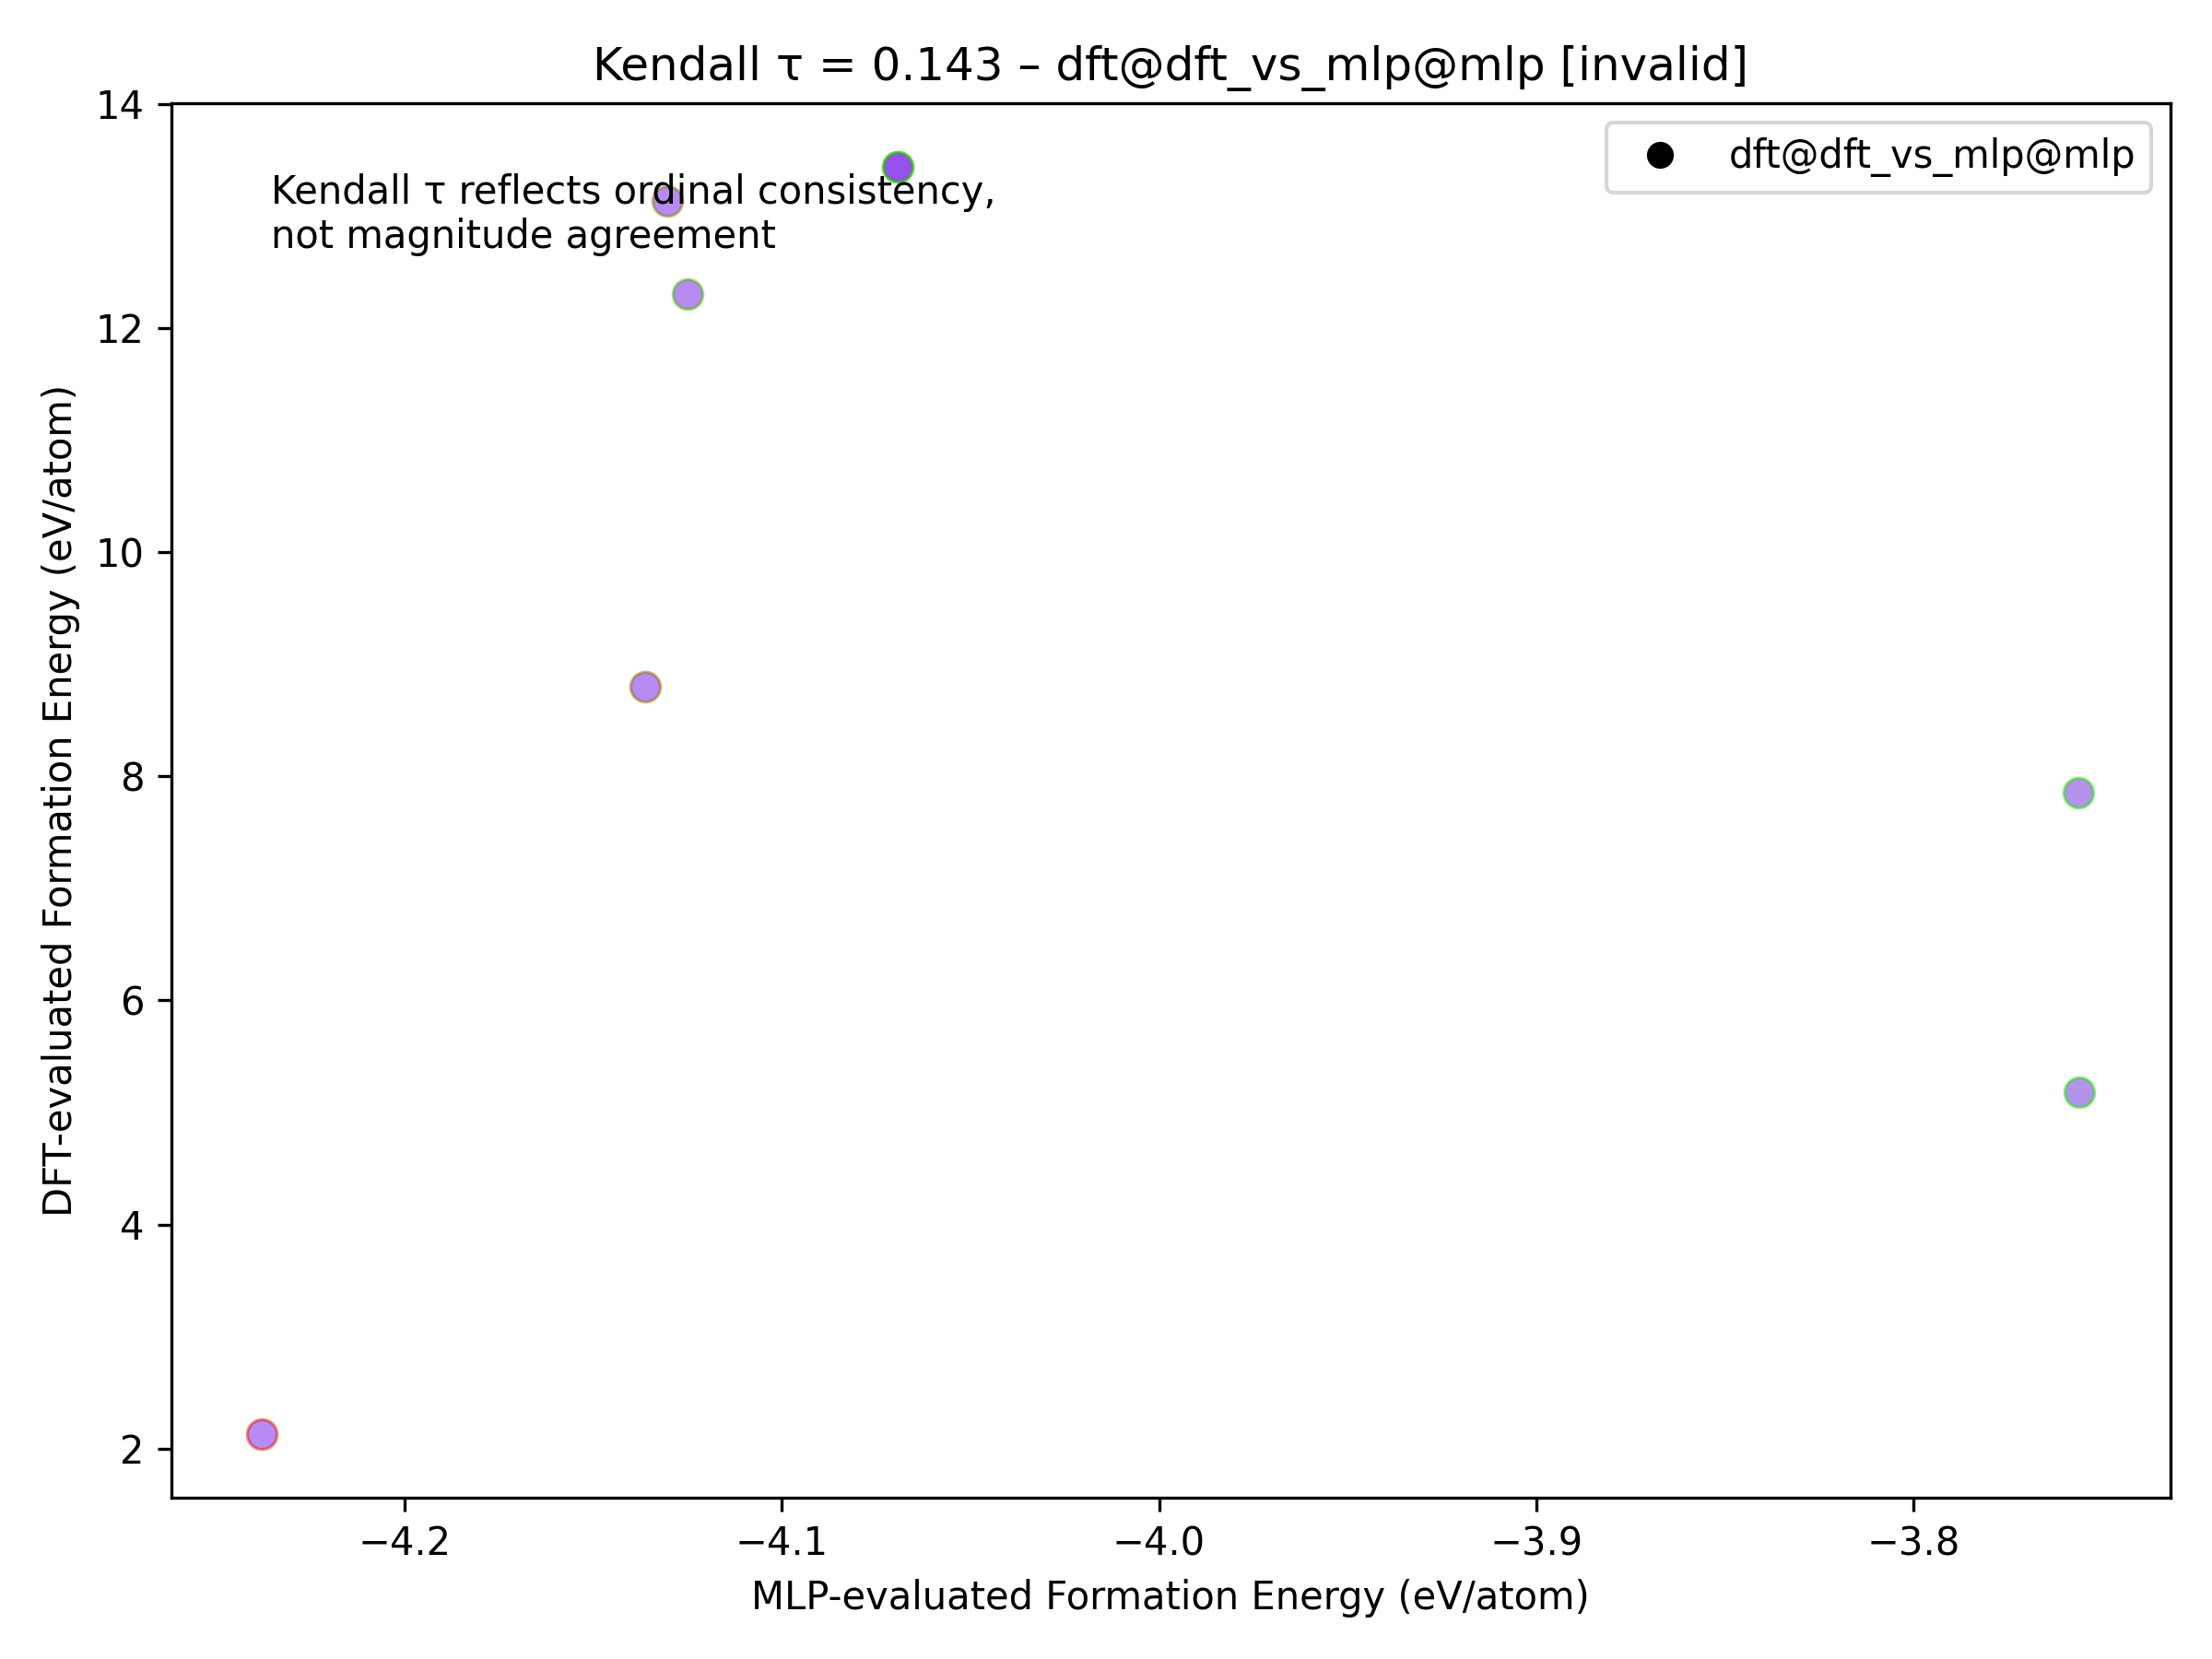 Kendall τ = 0.143 – dft@dft_vs_mlp@mlp [invalid]
dft@dft_vs_mlp@mlp
Kendall τ reflects ordinal consistency,
not magnitude agreement
DFT-evaluated Formation Energy (eV/atom)
14
12
10
8
6
4
2
−4.2
−4.1
−4.0
−3.9
−3.8
MLP-evaluated Formation Energy (eV/atom)